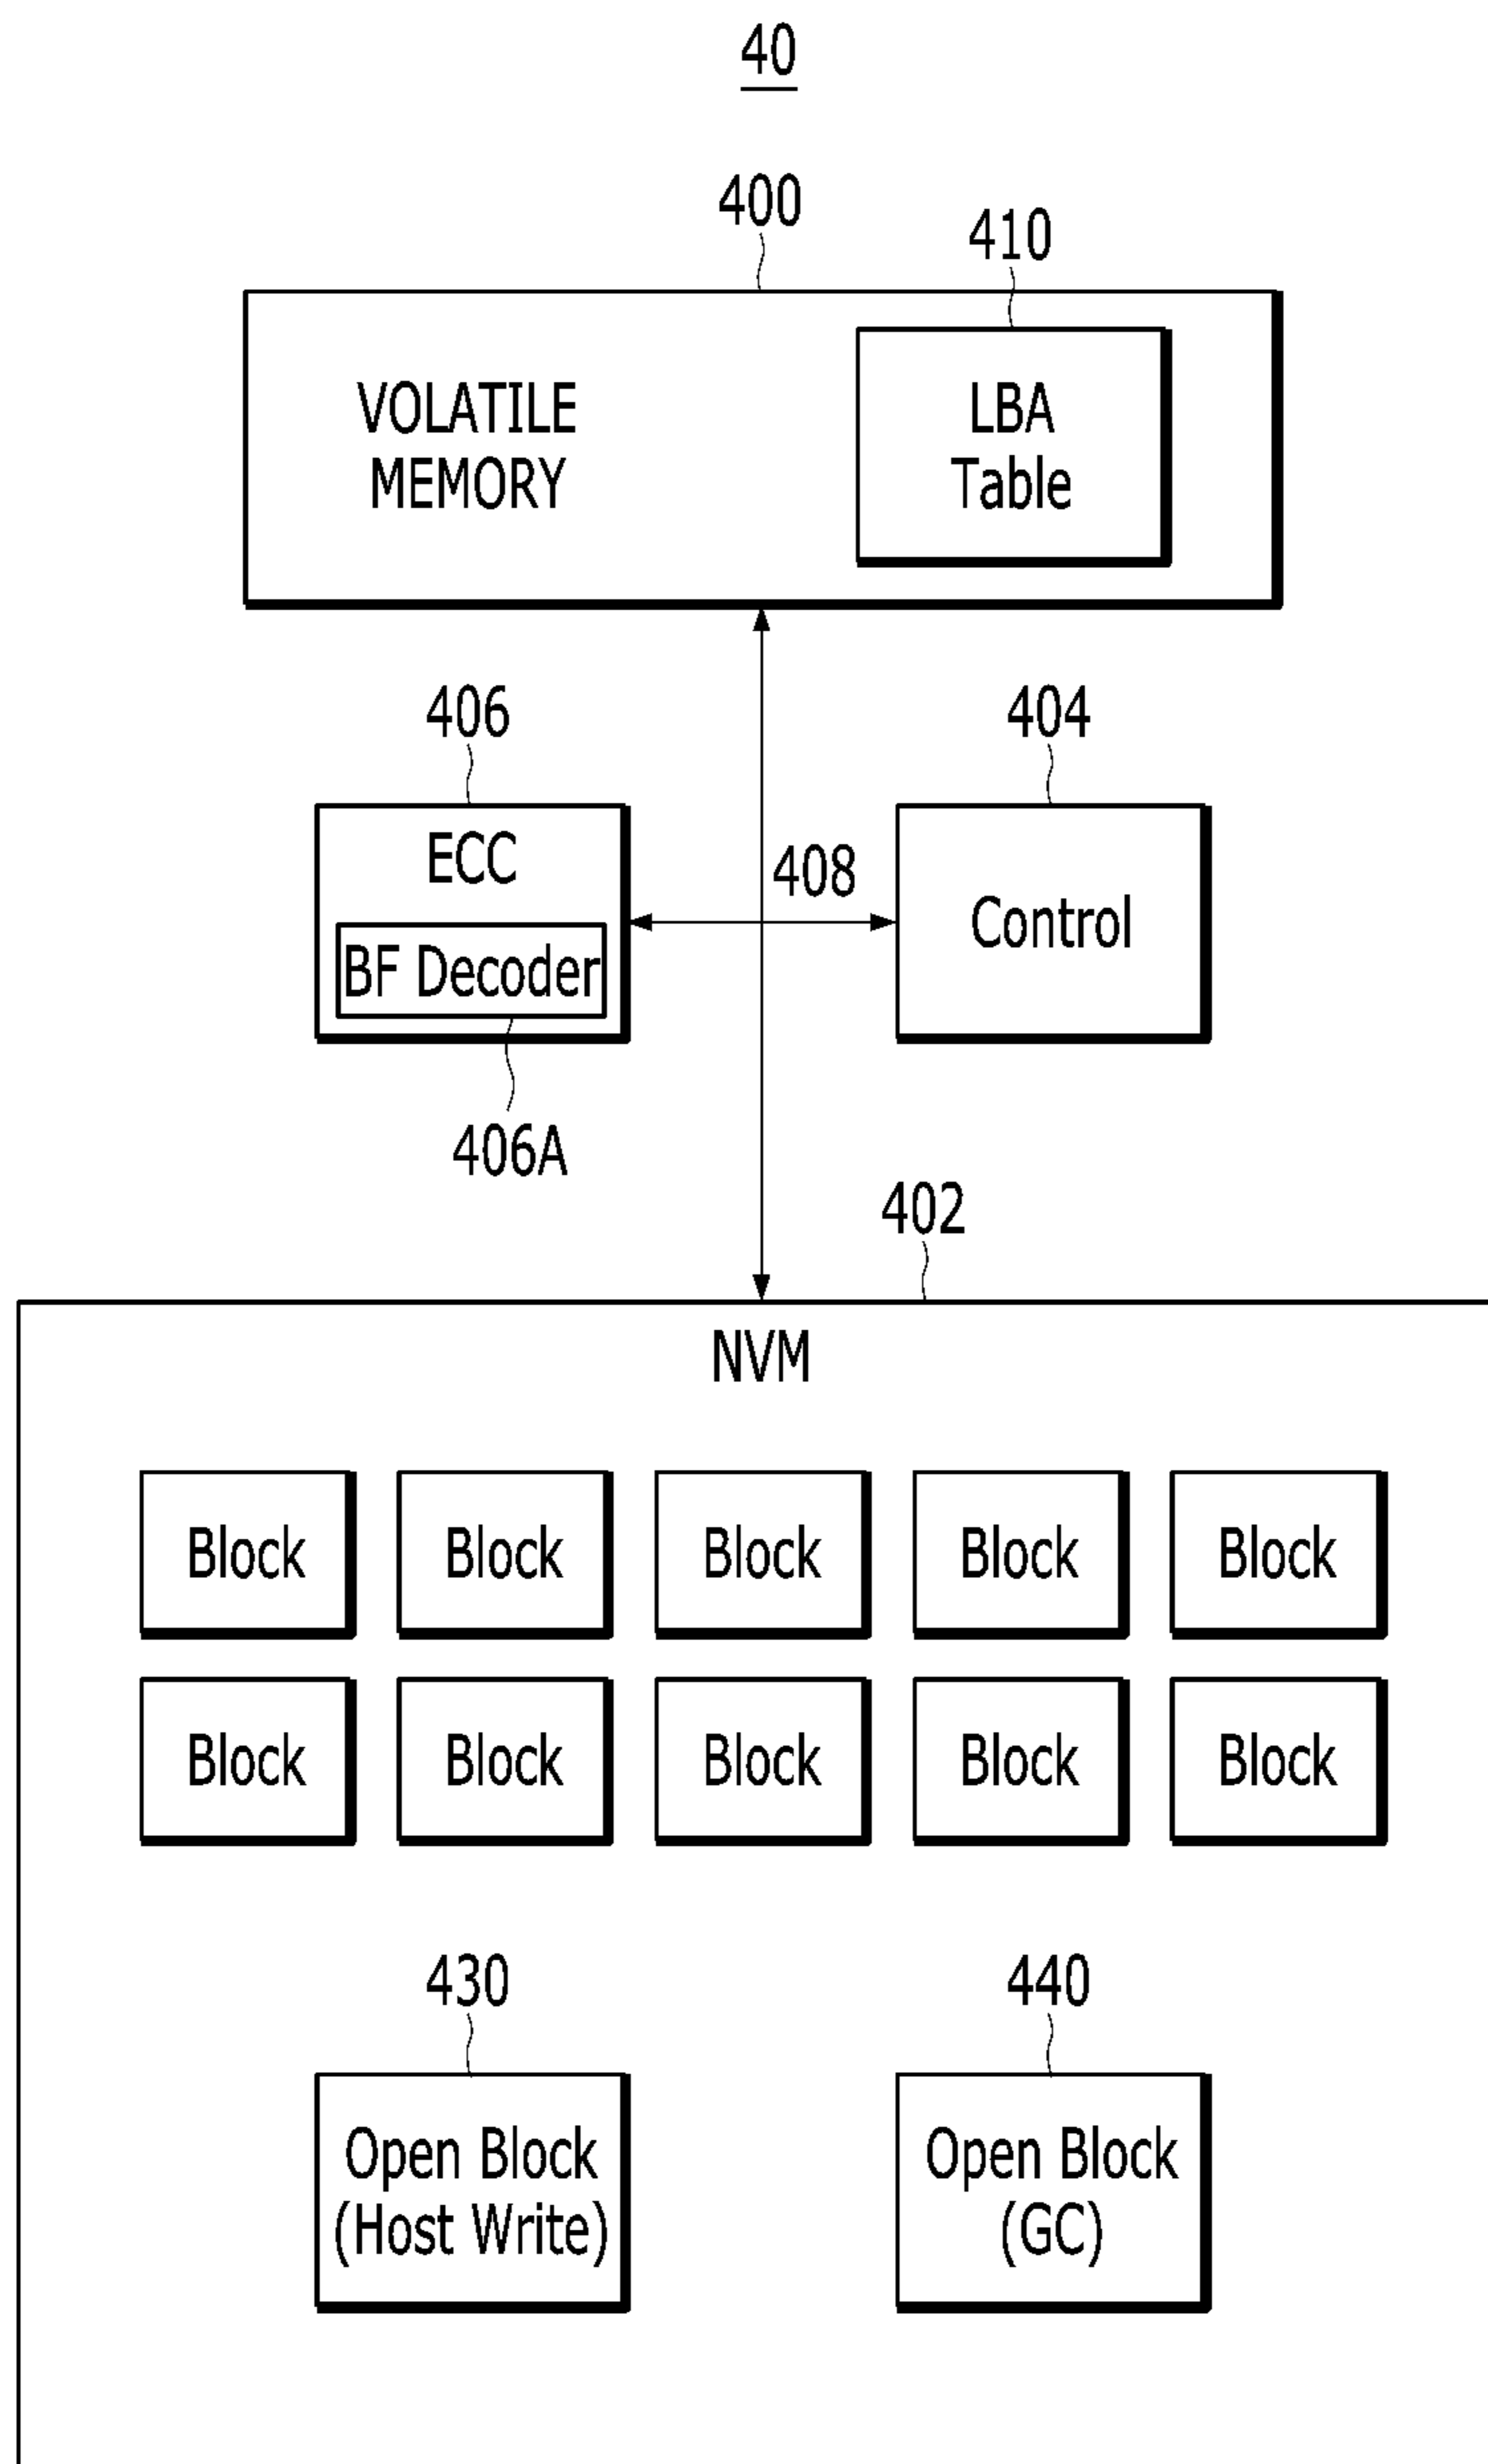 40
400
410
VOLATILE
MEMORY
LBA
Table
406
404
ECC
408
Control
BF Decoder
406A
402
NVM
Block Block Block Block Block
Block Block Block Block Block
430
440
Open Block
(Host Write)
Open Block
(GC)